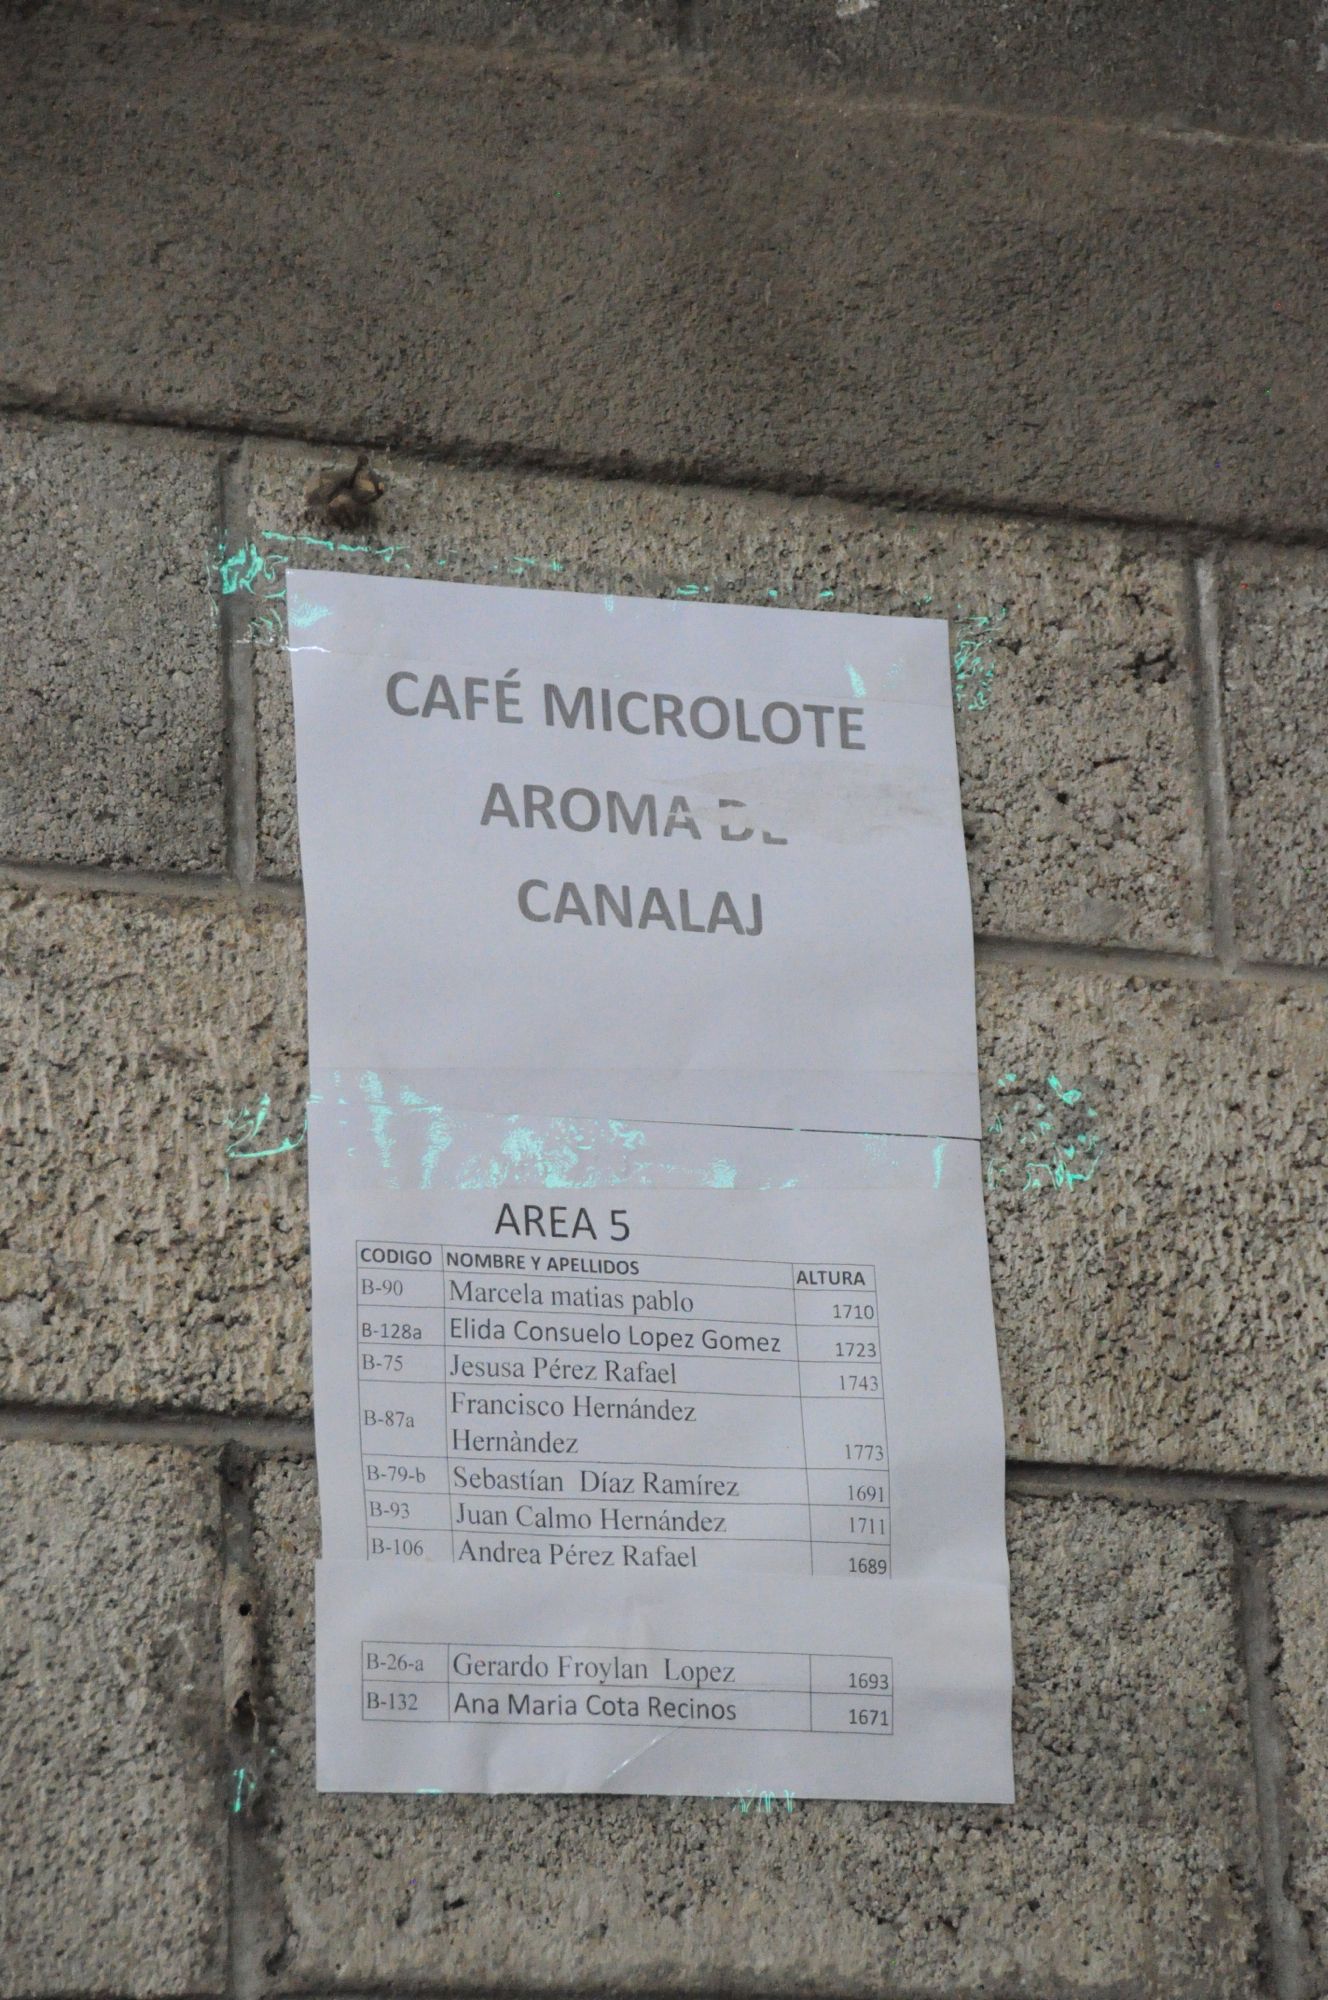 CAFÉ MICROLOTE
AROMA DE
CANALAJ
AREA 5
CODIGO NOMBRE Y APELLIDOS ALTURA
B-90 Marcela matias pablo 1710
B-128a Elida Consuelo Lopez Gomez 1723
B-75 Jesusa Pérez Rafael 1743
B-87a Francisco Hernández
Hernàndez 1773
B-79-b Sebastían Díaz Ramírez 1691
B-93 Juan Calmo Hernández 1711
B-106 Andrea Pérez Rafael 1689
B-26-a Gerardo Froylan Lopez 1693
B-132 Ana Maria Cota Recinos 1671